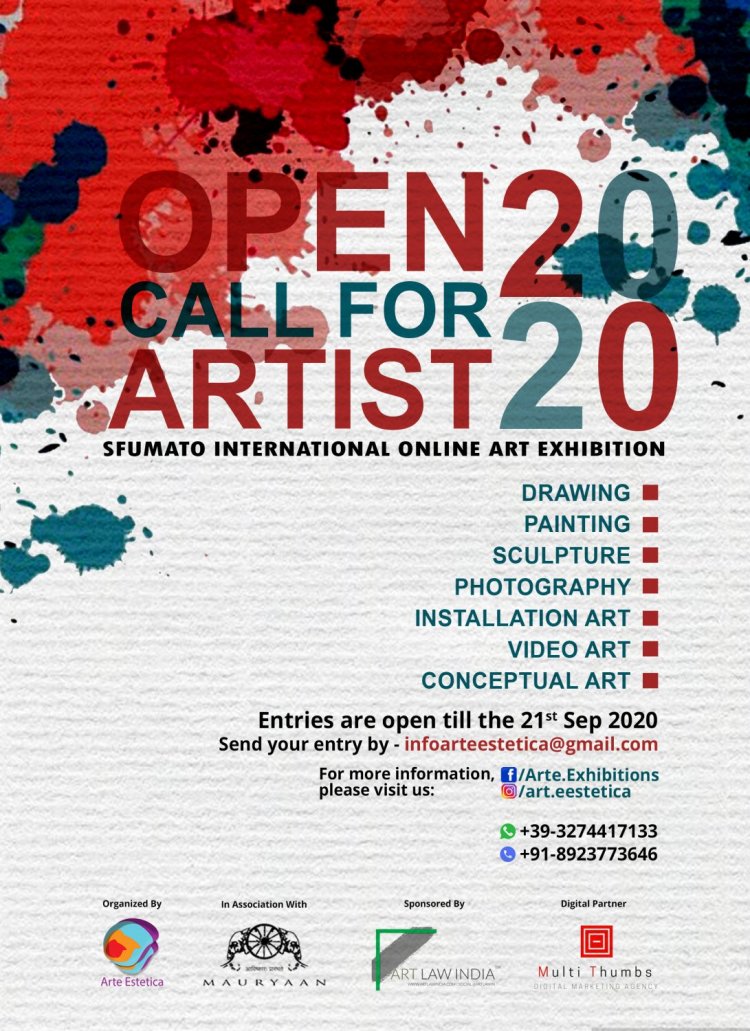 OPEN 20
CALL FOR
ARTIST 20
SFUMATO INTERNATIONAL ONLINE ART EXHIBITION
DRAWING
PAINTING
SCULPTURE
PHOTOGRAPHY
INSTALLATION ART
VIDEO ART
CONCEPTUAL ART
Entries are open till the 21st Sep 2020
Send your entry by - infoarteestetica@gmail.com
For more information,
please visit us:
/Arte.Exhibitions
/art.eestetica
+39-3274417133
+91-8923773646
Organized By
Arte Estetica
In Association With
MAURYAAN
Sponsored By
ART LAW INDIA
Digital Partner
Multi Thumbs
DIGITAL MARKETING AGENCY